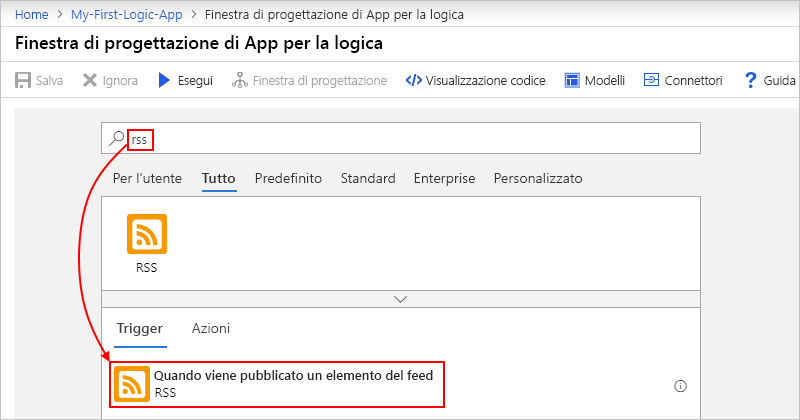 Home > My-First-Logic-App > Finestra di progettazione di App per la logica
Finestra di progettazione di App per la logica
Salva Ignora Esegui Finestra di progettazione Visualizzazione codice Modelli Connettori Guida
rss
Per l'utente Tutto Predefinito Standard Enterprise Personalizzato
RSS
Trigger Azioni
Quando viene pubblicato un elemento del feed
RSS